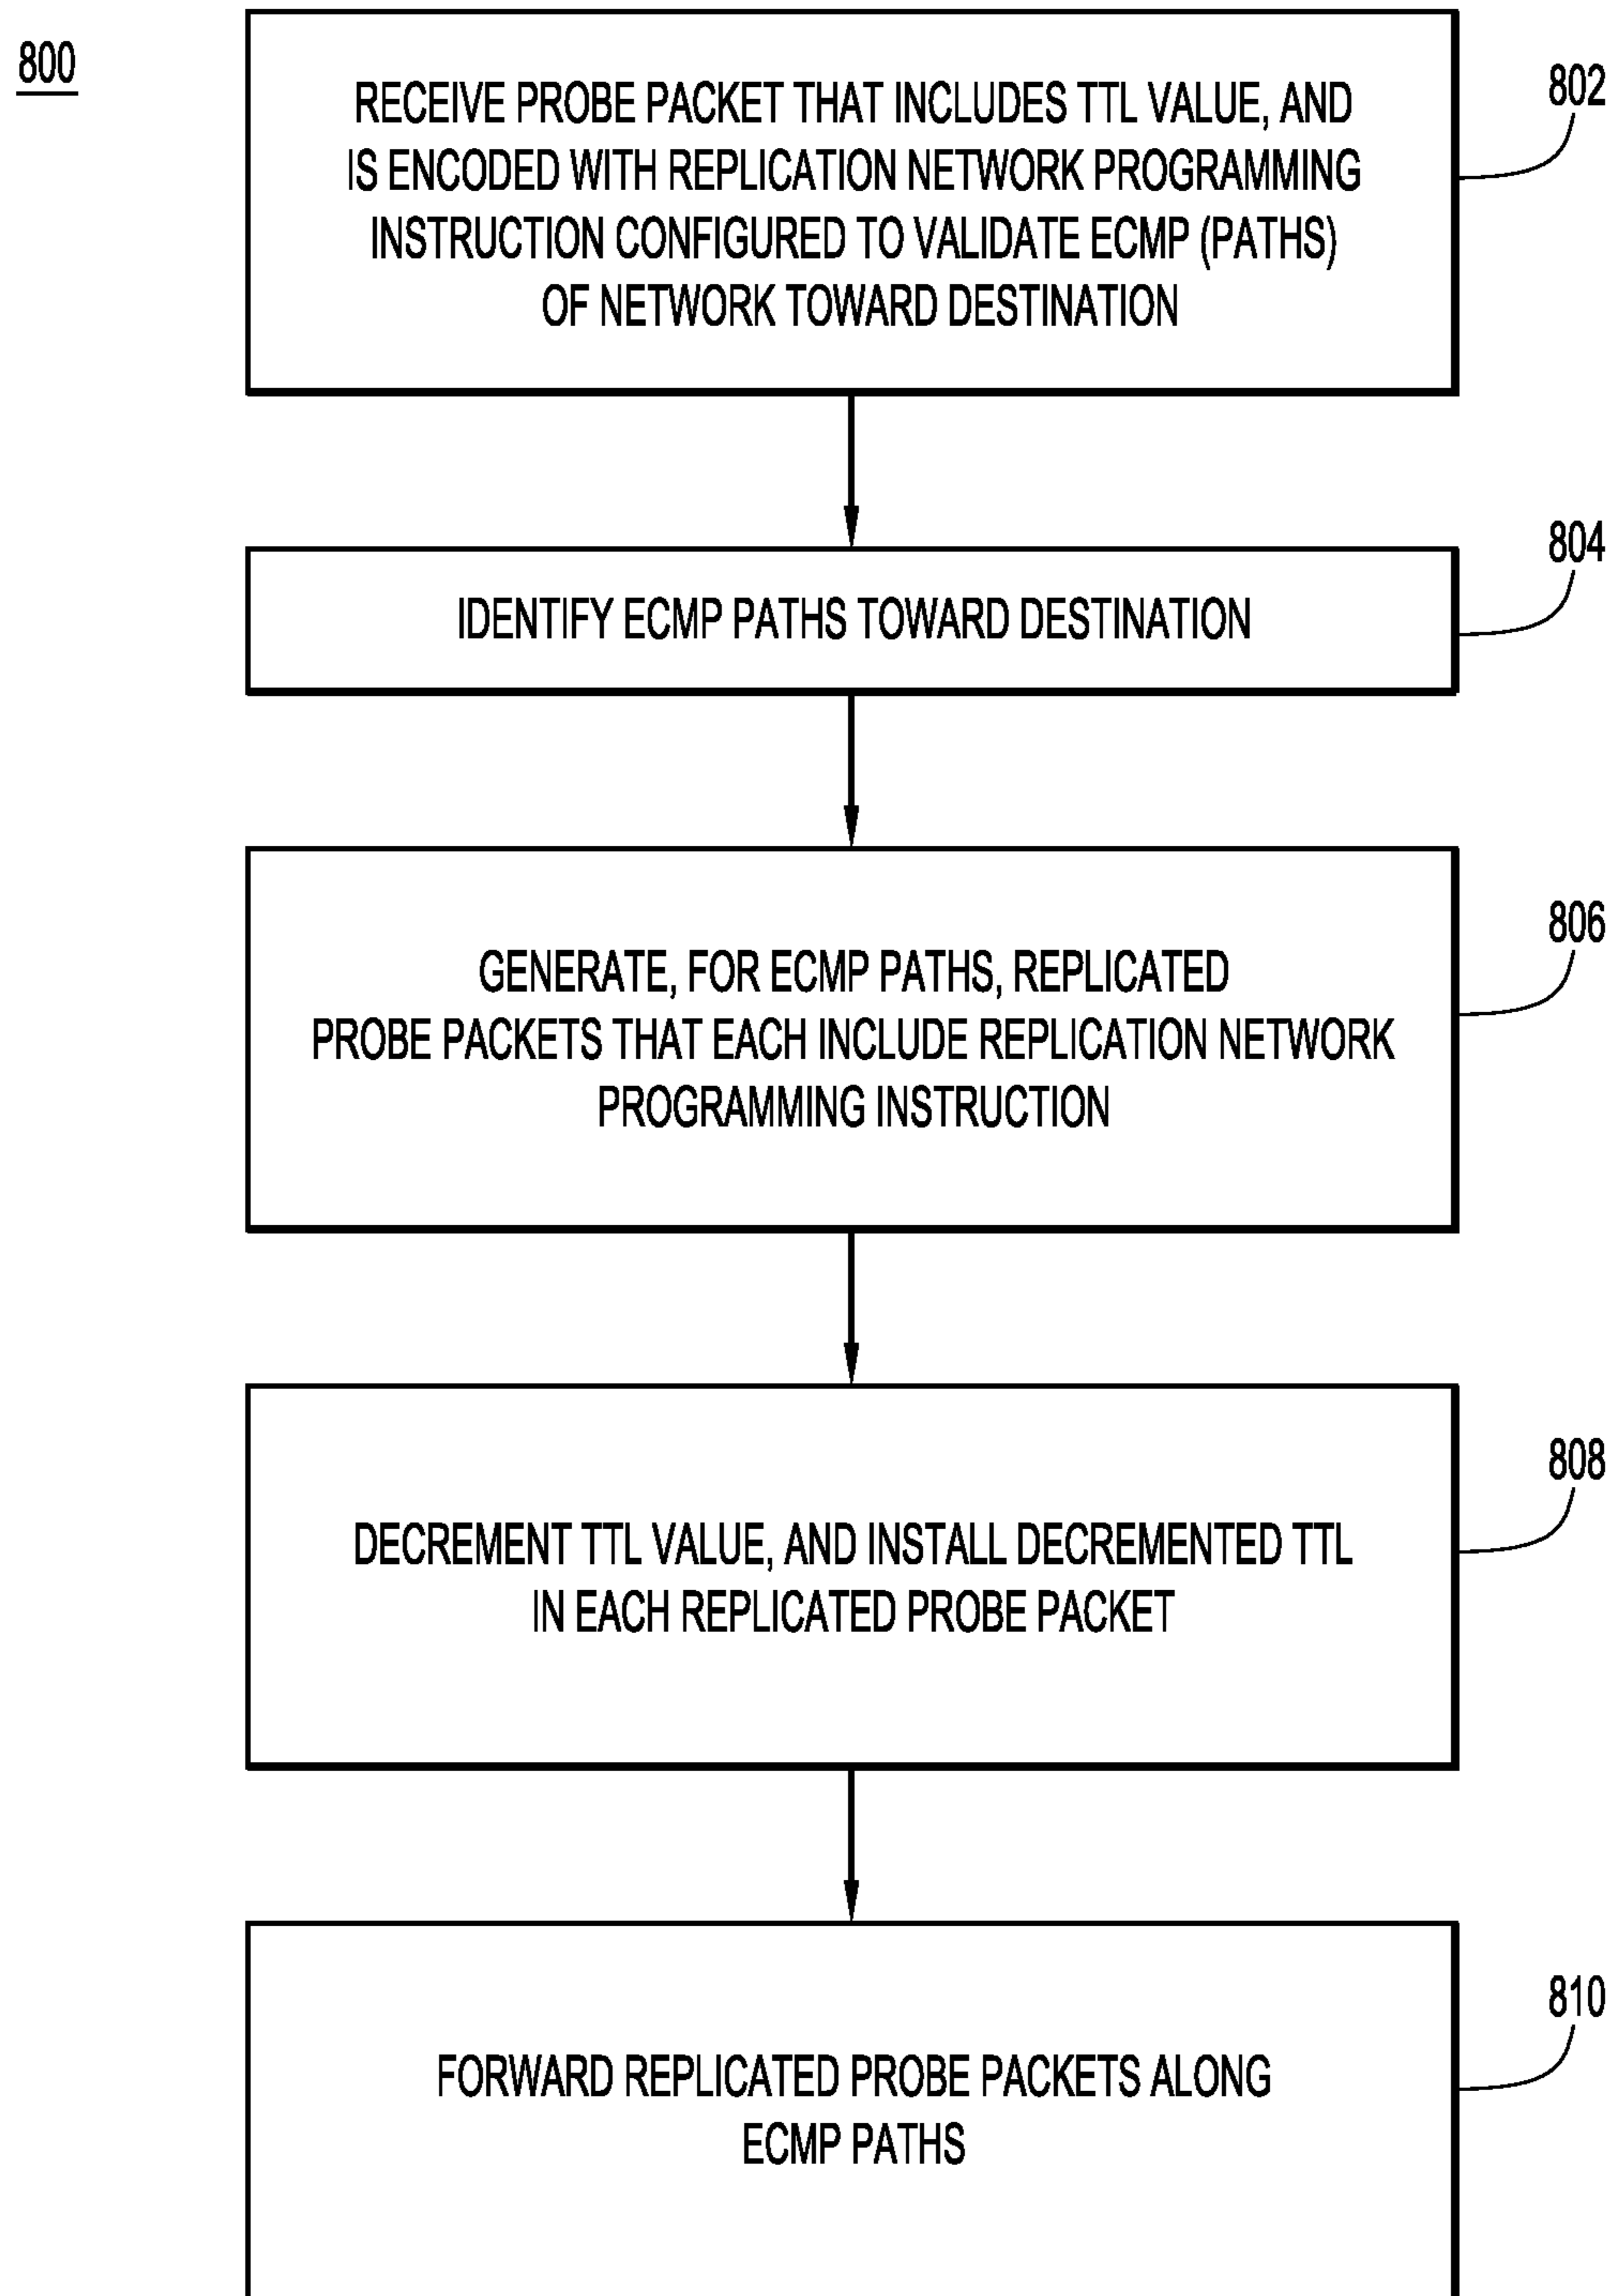 800
RECEIVE PROBE PACKET THAT INCLUDES TTL VALUE, AND
IS ENCODED WITH REPLICATION NETWORK PROGRAMMING
INSTRUCTION CONFIGURED TO VALIDATE ECMP (PATHS)
OF NETWORK TOWARD DESTINATION
802
IDENTIFY ECMP PATHS TOWARD DESTINATION
804
GENERATE, FOR ECMP PATHS, REPLICATED
PROBE PACKETS THAT EACH INCLUDE REPLICATION NETWORK
PROGRAMMING INSTRUCTION
806
DECREMENT TTL VALUE, AND INSTALL DECREMENTED TTL
IN EACH REPLICATED PROBE PACKET
808
FORWARD REPLICATED PROBE PACKETS ALONG
ECMP PATHS
810